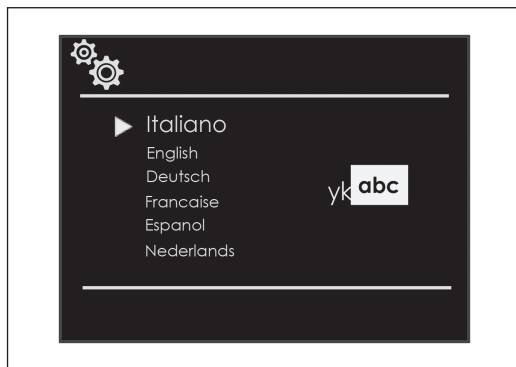 Italiano
English
Deutsch
Francaise
Espanol
Nederlands
yk abc